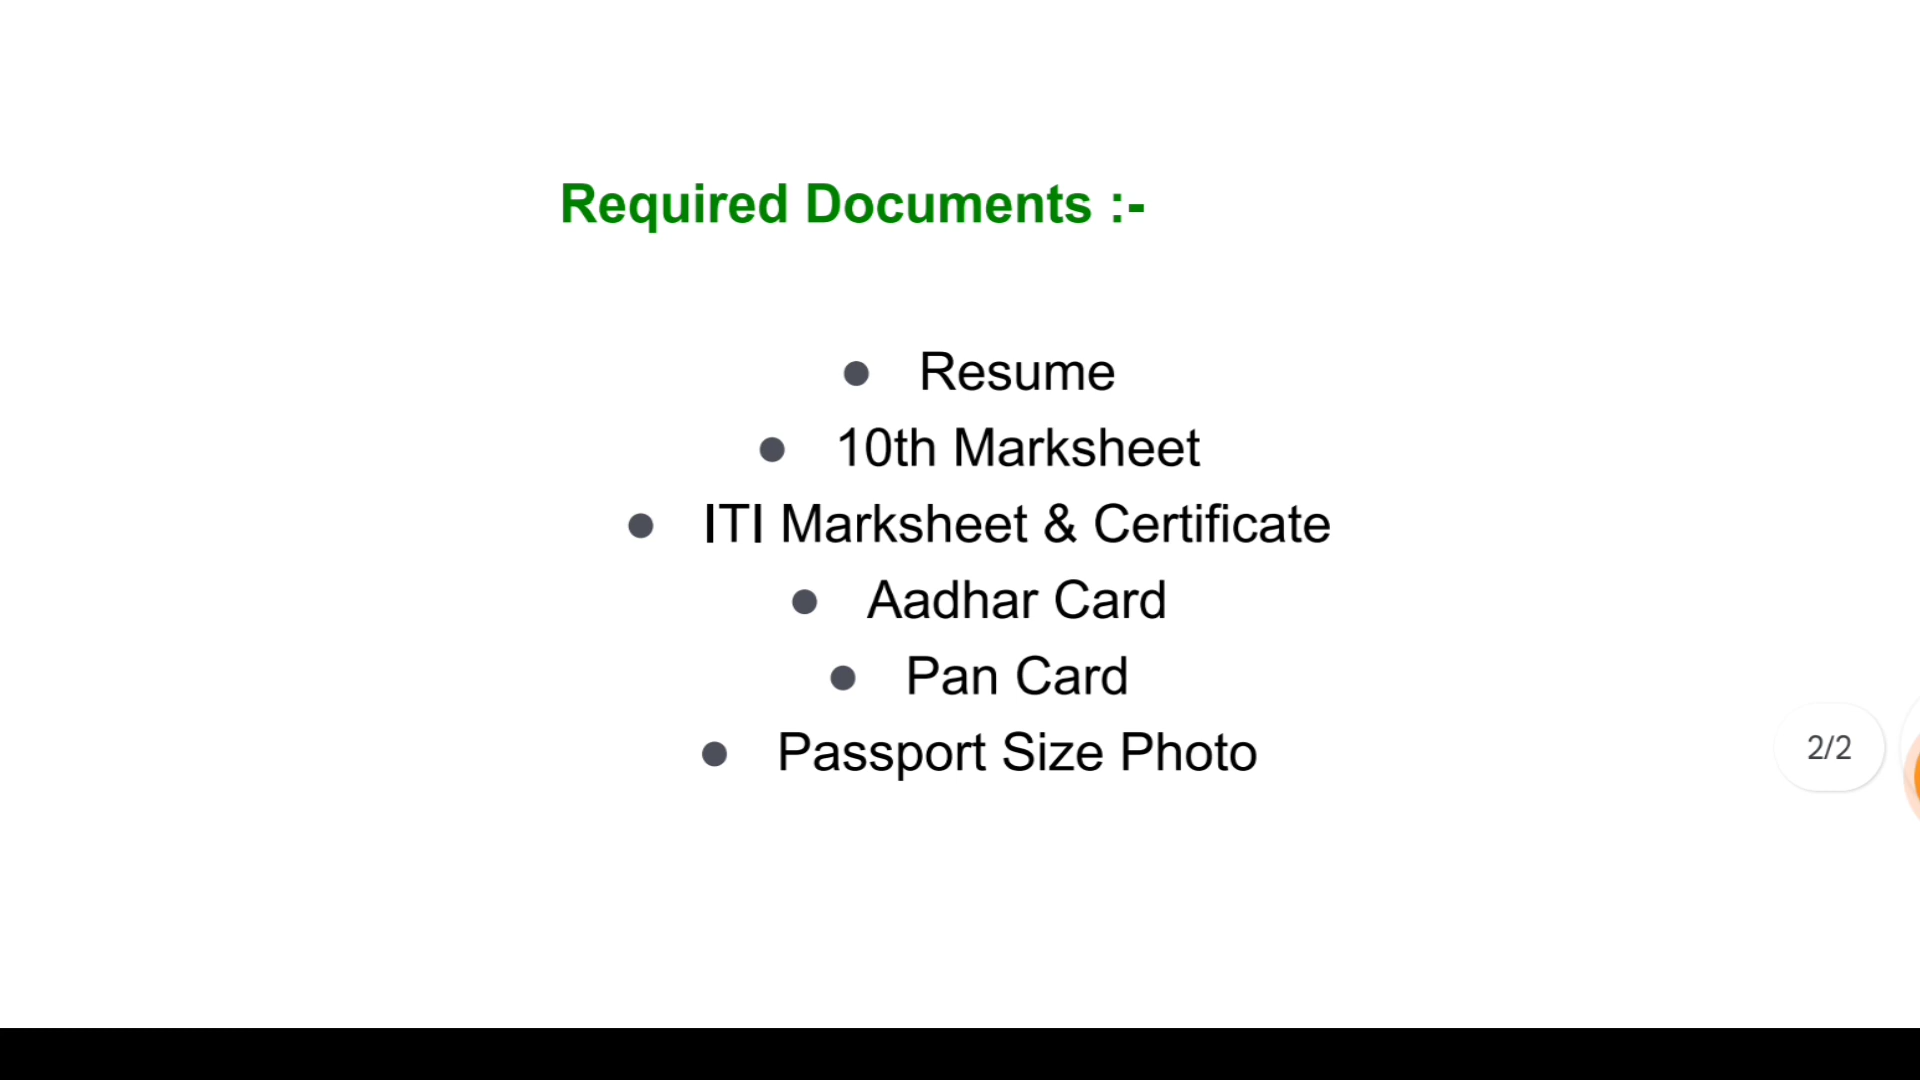 Required Documents :-
● Resume
● 10th Marksheet
● ITI Marksheet & Certificate
● Aadhar Card
● Pan Card
● Passport Size Photo
2/2